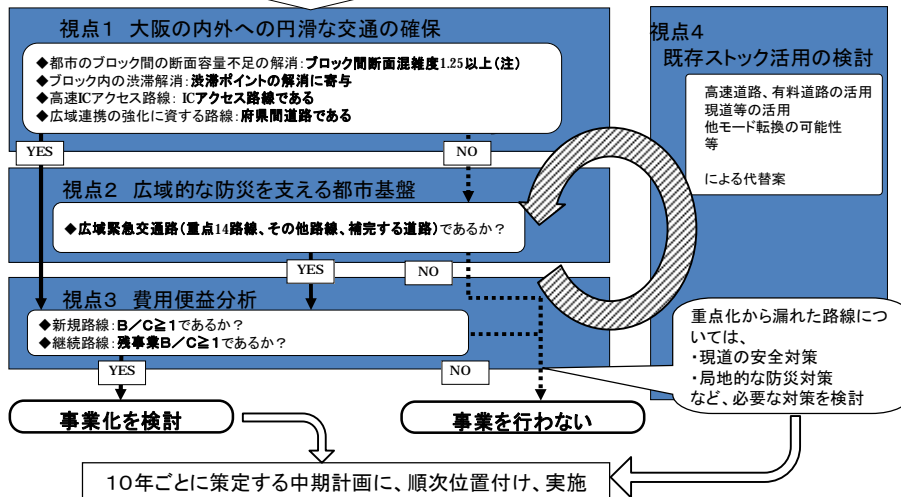 視点1 大阪の内外への円滑な交通の確保
◆都市のブロック間の断面容量不足の解消:ブロック間断面混雑度1.25以上(注)
◆ブロック内の渋滞解消:渋滞ポイントの解消に寄与
◆高速ICアクセス路線: ICアクセス路線である
◆広域連携の強化に資する路線:府県間道路である
YES
NO
視点2 広域的な防災を支える都市基盤
◆広域緊急交通路(重点14路線、その他路線、補完する道路)であるか?
YES
NO
視点3 費用便益分析
◆新規路線:B/C≧1であるか?
◆継続路線:残事業B/C≧1であるか?
YES
NO
視点4
既存ストック活用の検討
高速道路、有料道路の活用
現道等の活用
他モード転換の可能性
等
による代替案
重点化から漏れた路線につ
いては、
・現道の安全対策
・局地的な防災対策
など、必要な対策を検討
事業化を検討
事業を行わない
10年ごとに策定する中期計画に、順次位置付け、実施